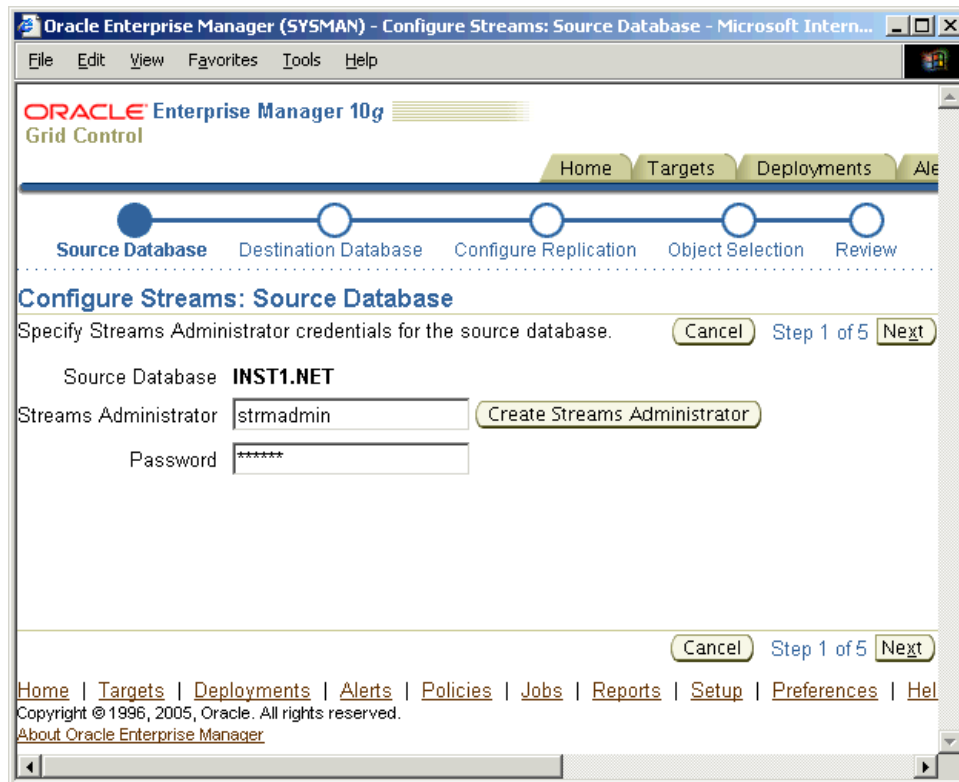 Oracle Enterprise Manager (SYSMAN) - Configure Streams: Source Database - Microsoft Intern...
File Edit View Favorites Tools Help
ORACLE Enterprise Manager 10g
Grid Control
Home Targets Deployments Ale
Source Database Destination Database Configure Replication Object Selection Review
Configure Streams: Source Database
Specify Streams Administrator credentials for the source database. Cancel Step 1 of 5 Next
Source Database INST1.NET
Streams Administrator strmadmin Create Streams Administrator
Password ******
Cancel Step 1 of 5 Next
Home | Targets | Deployments | Alerts | Policies | Jobs | Reports | Setup | Preferences | Hel
Copyright © 1996, 2005, Oracle. All rights reserved.
About Oracle Enterprise Manager